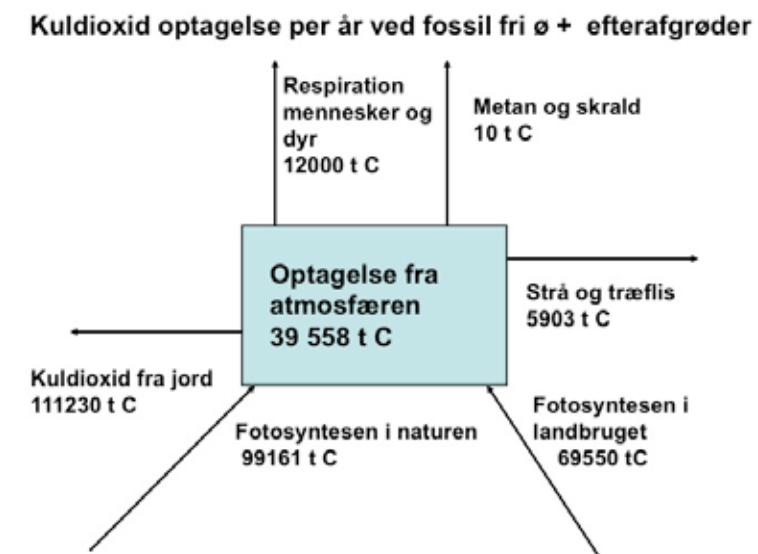 Kuldioxid optagelse per år ved fossil fri ø + efterafgrøder
Respiration
mennesker og
dyr
12000 t C
Metan og skrald
10 t C
Optagelse fra
atmosfæren
39 558 t C
Strå og træflis
5903 t C
Kuldioxid fra jord
111230 t C
Fotosyntesen i naturen
99161 t C
Fotosyntesen i
landbruget
69550 tC